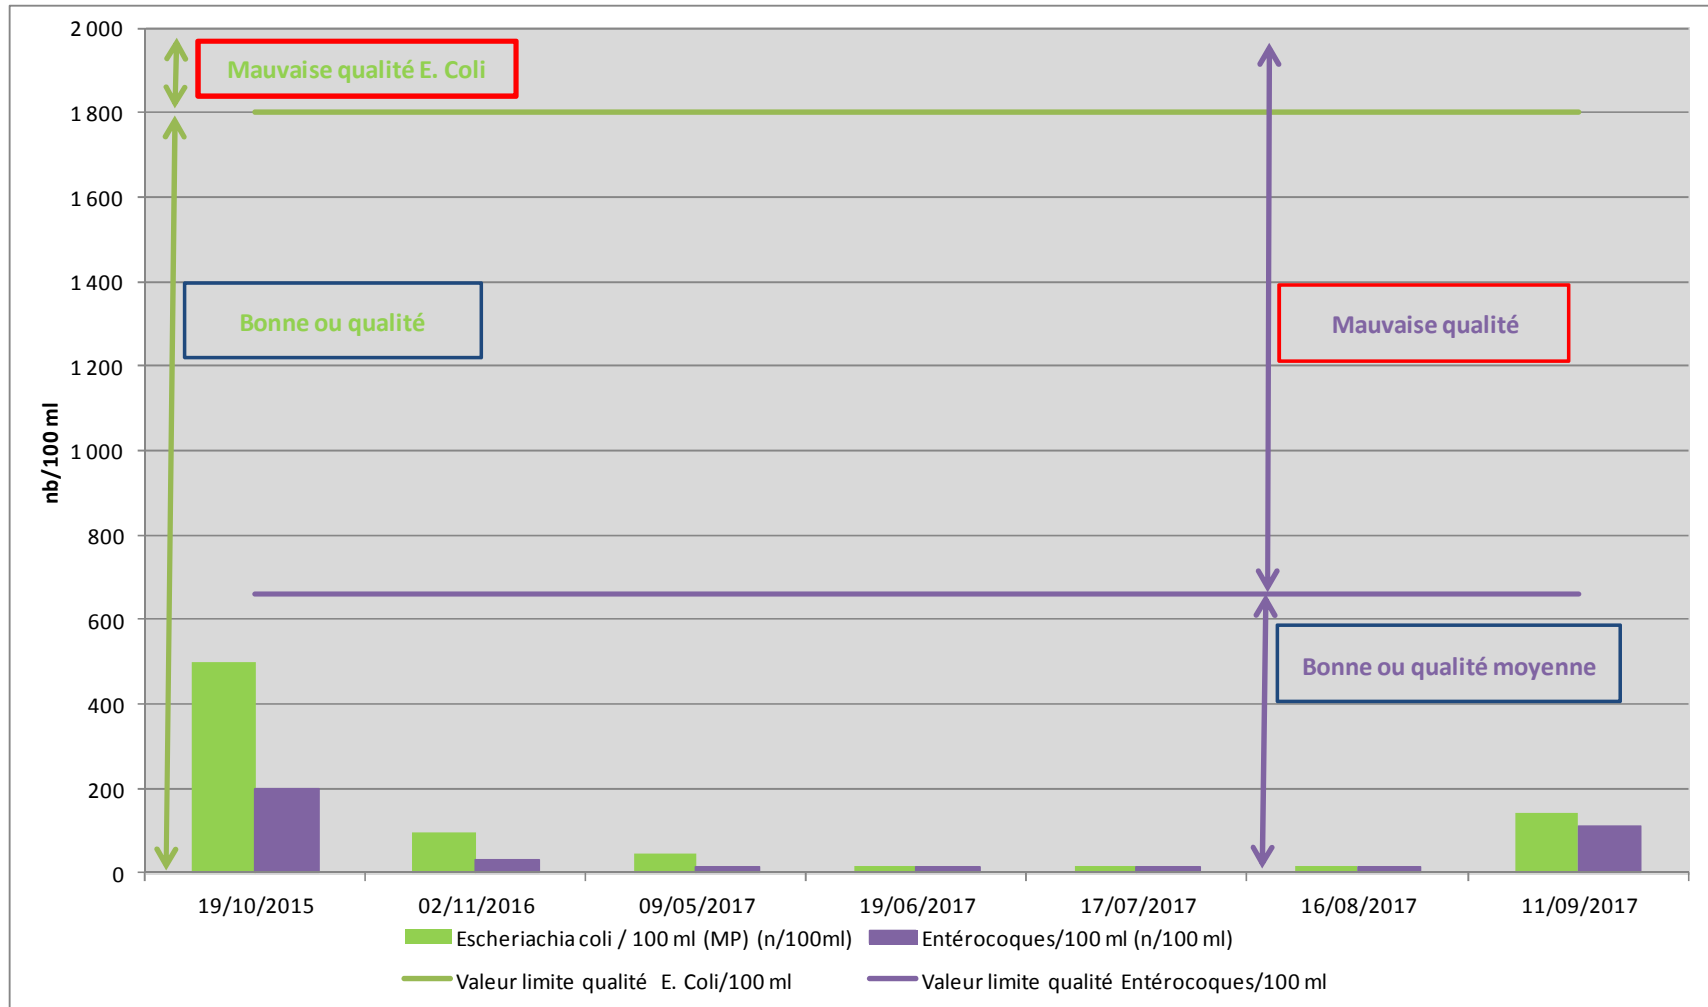 2 000
Mauvaise qualité E. Coli
1 800
1 600
1 400
Bonne ou qualité
Mauvaise qualité
1 200
nb/100 ml
1 000
800
600
Bonne ou qualité moyenne
400
200
0
19/10/2015 02/11/2016 09/05/2017 19/06/2017 17/07/2017 16/08/2017 11/09/2017
Escheriachia coli / 100 ml (MP) (n/100ml) Entérocoques/100 ml (n/100 ml)
Valeur limite qualité E. Coli/100 ml Valeur limite qualité Entérocoques/100 ml